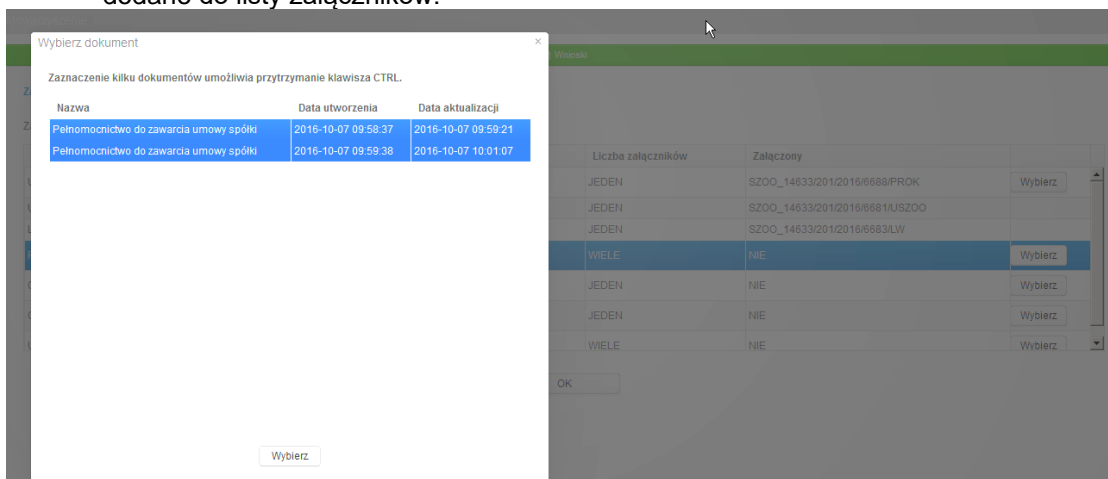 dodano do listy załączników.
Wybierz dokument ×
Wnioski
Zaznaczenie kilku dokumentów umożliwia przytrzymanie klawisza CTRL.
Nazwa Data utworzenia Data aktualizacji
Pełnomocnictwo do zawarcia umowy spółki 2016-10-07 09:58:37 2016-10-07 09:59:21
Pełnomocnictwo do zawarcia umowy spółki 2016-10-07 09:59:38 2016-10-07 10:01:07
Liczba załączników Załączony
JEDEN SZOO_14633/201/2016/6688/PROK Wybierz
JEDEN SZOO_14633/201/2016/6681/USZOO
JEDEN SZOO_14633/201/2016/6683/LW
WIELE NIE Wybierz
JEDEN NIE Wybierz
JEDEN NIE Wybierz
WIELE NIE Wybierz
OK
Wybierz